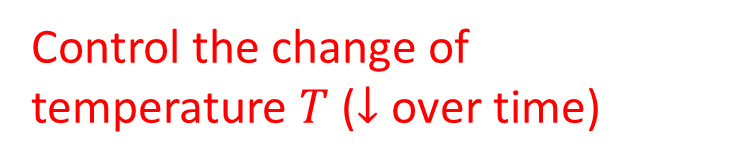 Control the change of
temperature T (↓ over time)